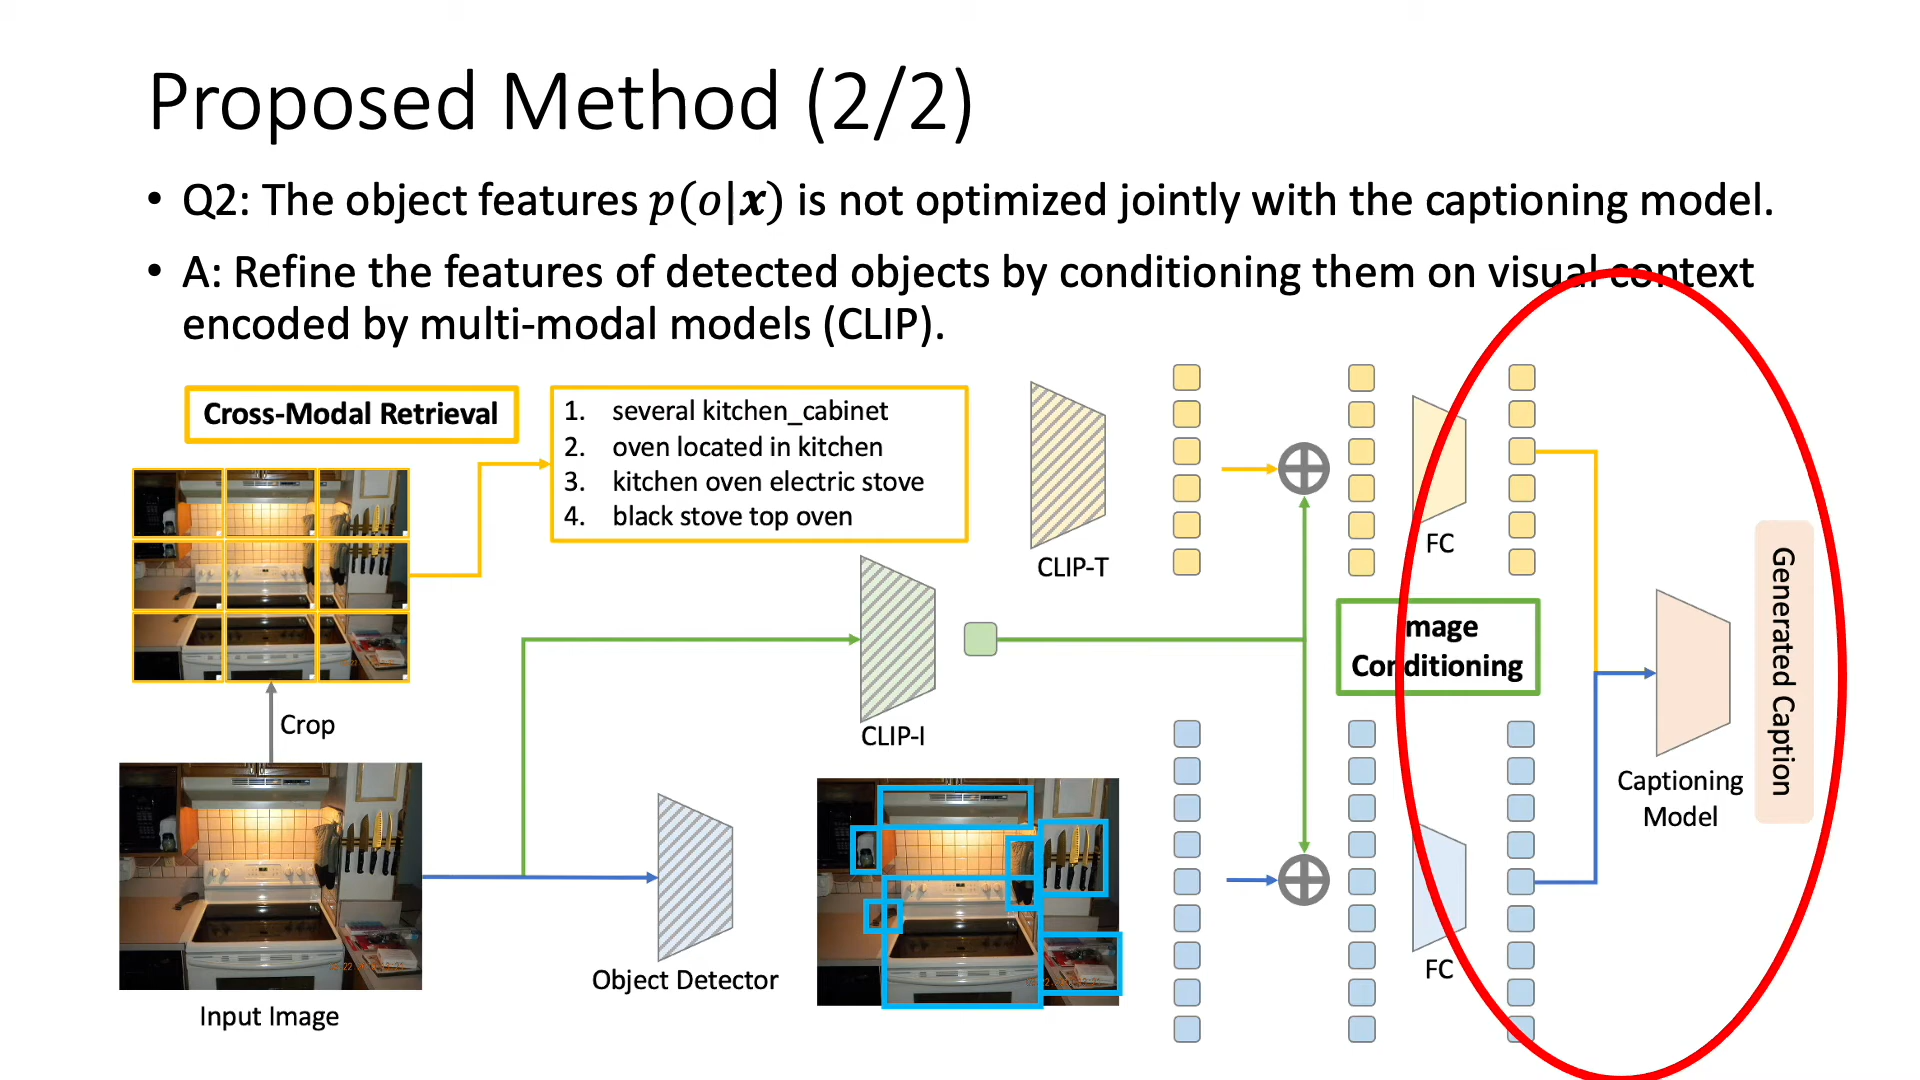 Proposed Method (2/2)
• Q2: The object features p(o|x) is not optimized jointly with the captioning model.
• A: Refine the features of detected objects by conditioning them on visual context
encoded by multi-modal models (CLIP).
Cross-Modal Retrieval
1. several kitchen_cabinet
2. oven located in kitchen
3. kitchen oven electric stove
4. black stove top oven
CLIP-T
FC
Crop
CLIP-I
mage
Conditioning
Generated Caption
Captioning
Model
Object Detector
FC
Input Image